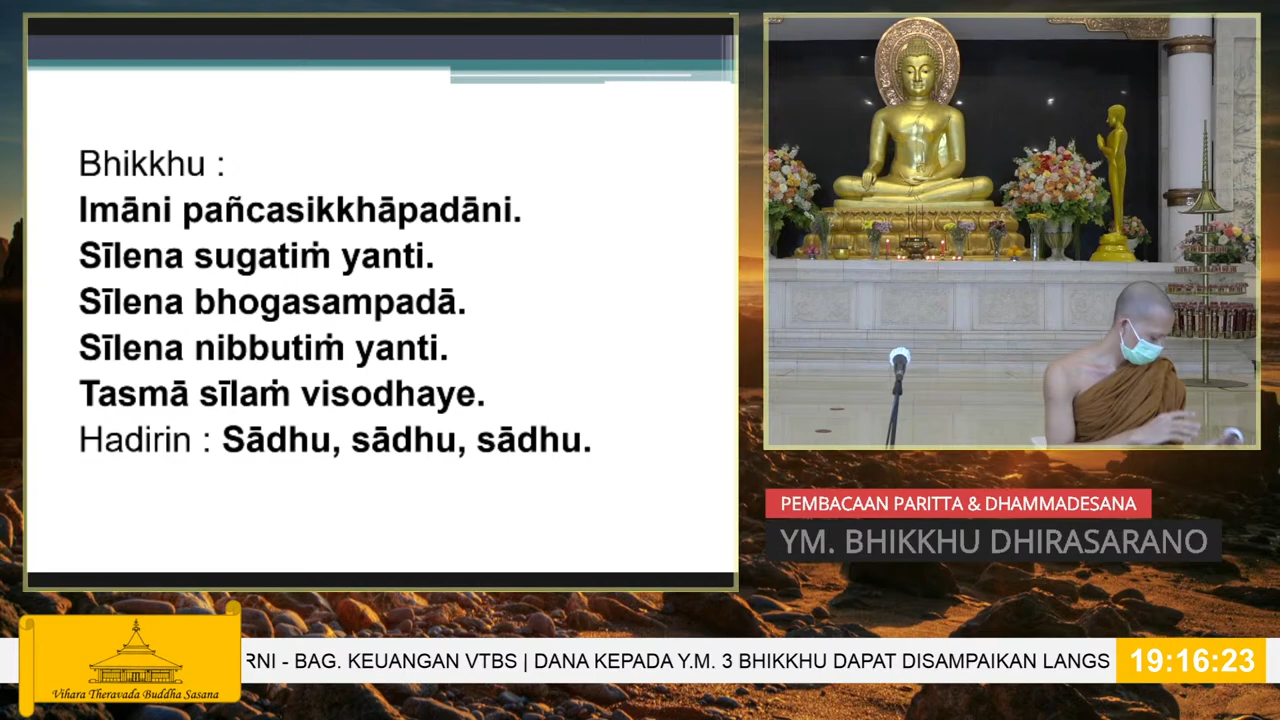 Bhikkhu :
Imāni pañcasikkhāpadāni.
Sīlena sugatiṁ yanti.
Sīlena bhogasampadā.
Sīlena nibbutiṁ yanti.
Tasmā sīlaṁ visodhaye.
Hadirin : Sādhu, sādhu, sādhu.
PEMBACAAN PARITTA & DHAMMADESANA
YM. BHIKKHU DHIRASARANO
Vihara Theravada Buddha Sasana
RNI - BAG. KEUANGAN VTBS | DANA KEPADA Y.M. 3 BHIKKHU DAPAT DISAMPAIKAN LANGS
19:16:23